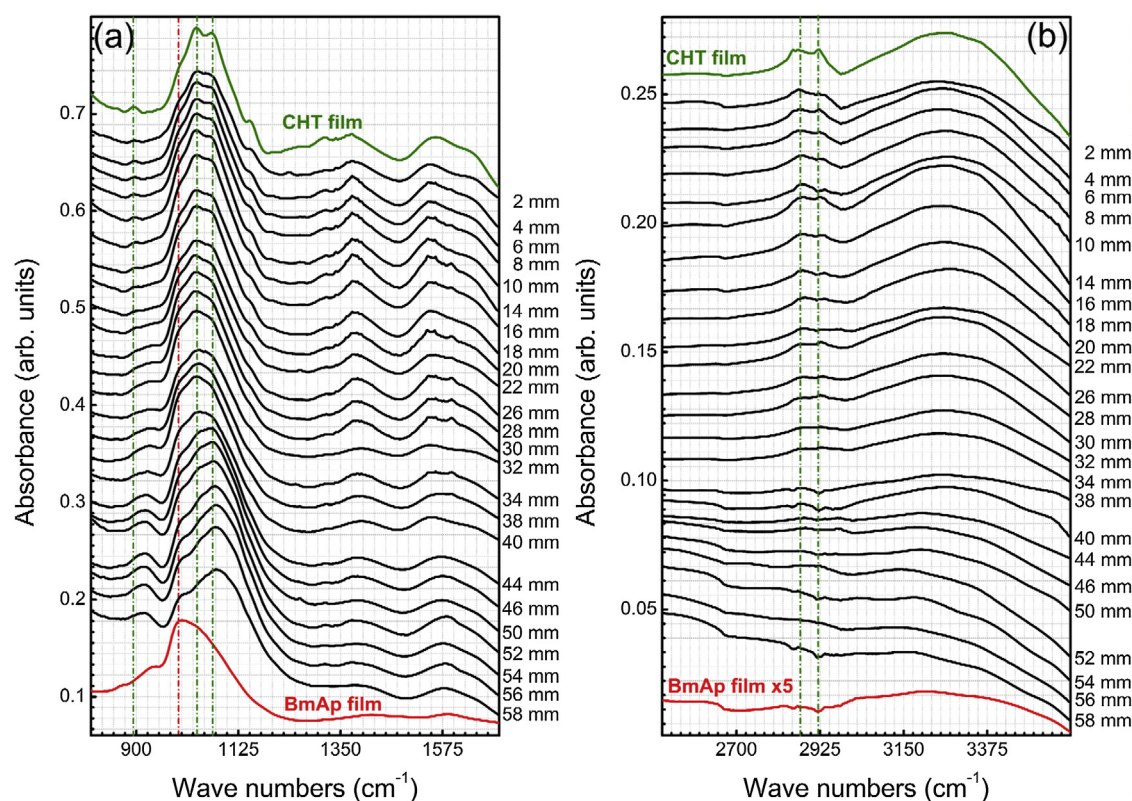 (a)
CHT film
Absorbance (arb. units)
0.7
0.6
0.5
0.4
0.3
0.2
0.1
2 mm
4 mm
6 mm
8 mm
10 mm
14 mm
16 mm
18 mm
20 mm
22 mm
26 mm
28 mm
30 mm
32 mm
34 mm
38 mm
40 mm
44 mm
46 mm
50 mm
52 mm
54 mm
56 mm
58 mm
BmAp film
900 1125 1350 1575
Wave numbers (cm⁻¹)
(b)
CHT film
Absorbance (arb. units)
0.25
0.20
0.15
0.10
0.05
2 mm
4 mm
6 mm
8 mm
10 mm
14 mm
16 mm
18 mm
20 mm
22 mm
26 mm
28 mm
30 mm
32 mm
34 mm
38 mm
40 mm
44 mm
46 mm
50 mm
52 mm
54 mm
56 mm
58 mm
BmAp film x5
2700 2925 3150 3375
Wave numbers (cm⁻¹)